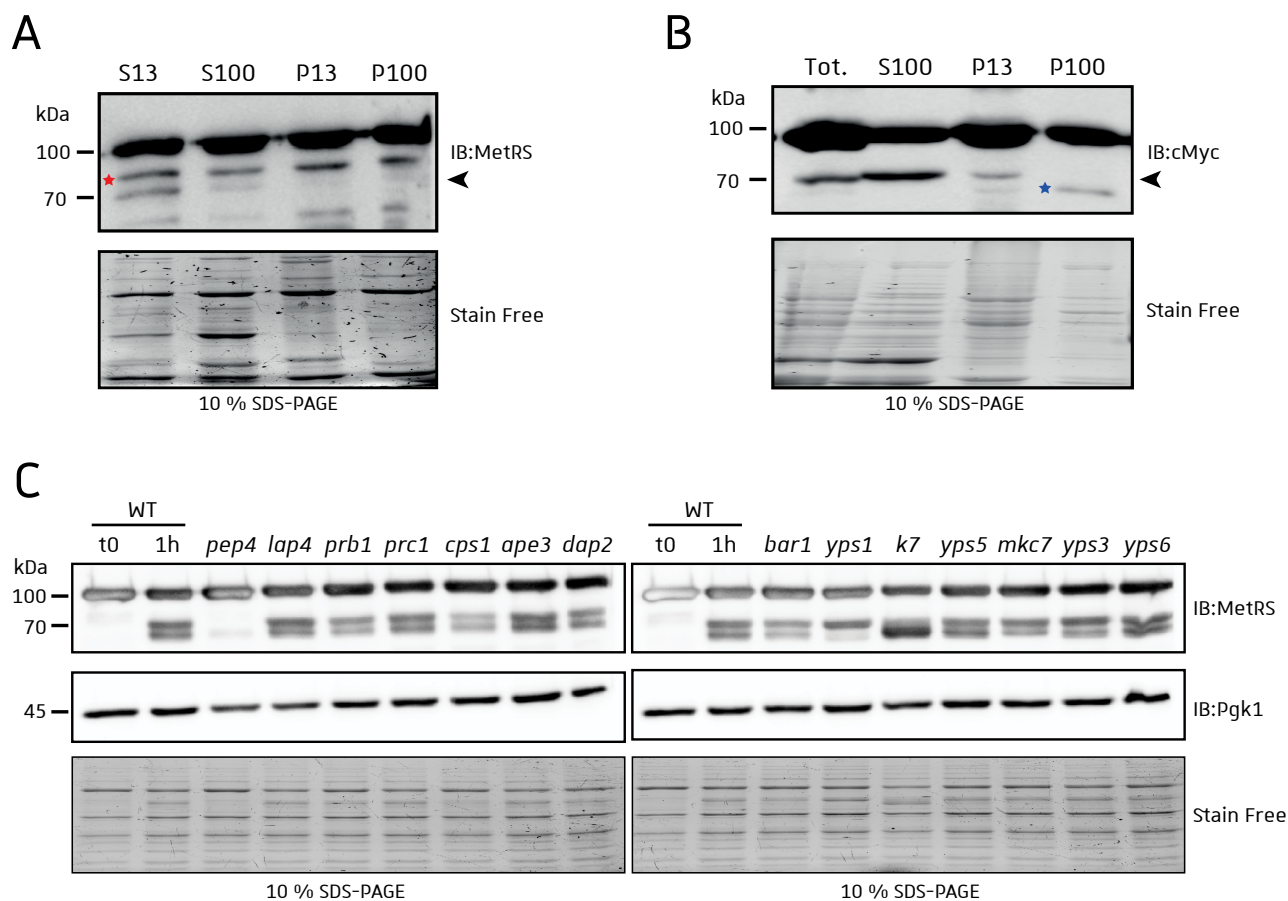 A
S13 S100 P13 P100
kDa
100
70
IB:MetRS
Stain Free
10 % SDS-PAGE
B
Tot. S100 P13 P100
kDa
100
70
IB:cMyc
Stain Free
10 % SDS-PAGE
C
WT
t0 1h pep4 lap4 prb1 prc1 cps1 ape3 dap2
WT
t0 1h bar1 yps1 k7 yps5 mkc7 yps3 yps6
kDa
100
70
IB:MetRS
45
IB:Pgk1
Stain Free
10 % SDS-PAGE
10 % SDS-PAGE